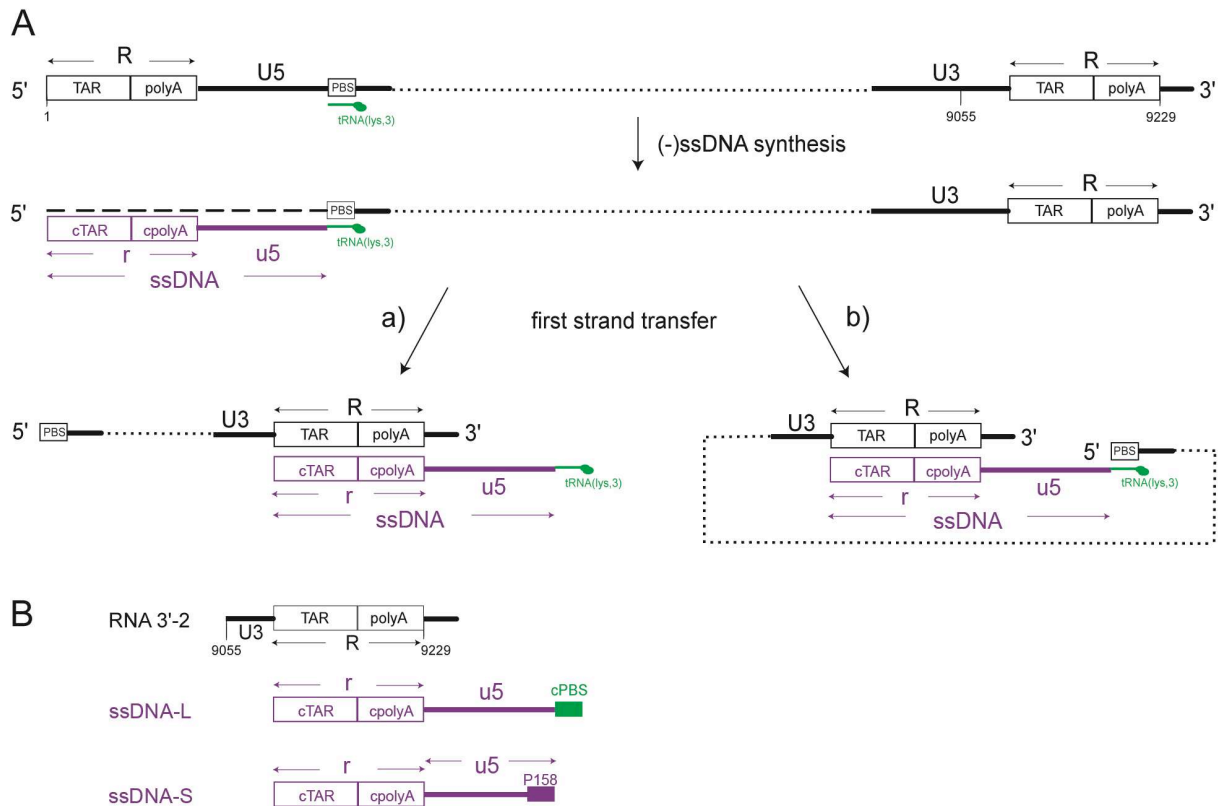 A
R
R
5' TAR polyA U5 PBS U3 TAR polyA 3'
1 tRNA(lys,3) 9055 9229
(-)ssDNA synthesis
R
5' PBS U3 TAR polyA 3'
cTAR cpolyA tRNA(lys,3)
r u5
ssDNA
a) first strand transfer b)
U3 R
5' PBS TAR polyA 3'
cTAR cpolyA tRNA(lys,3)
r u5
ssDNA
U3 R
TAR polyA 3' 5' PBS
cTAR cpolyA tRNA(lys,3)
r u5
ssDNA
B
RNA 3'-2 TAR polyA
9055 U3 R 9229
r u5 cPBS
ssDNA-L cTAR cpolyA
r u5
P158
ssDNA-S cTAR cpolyA